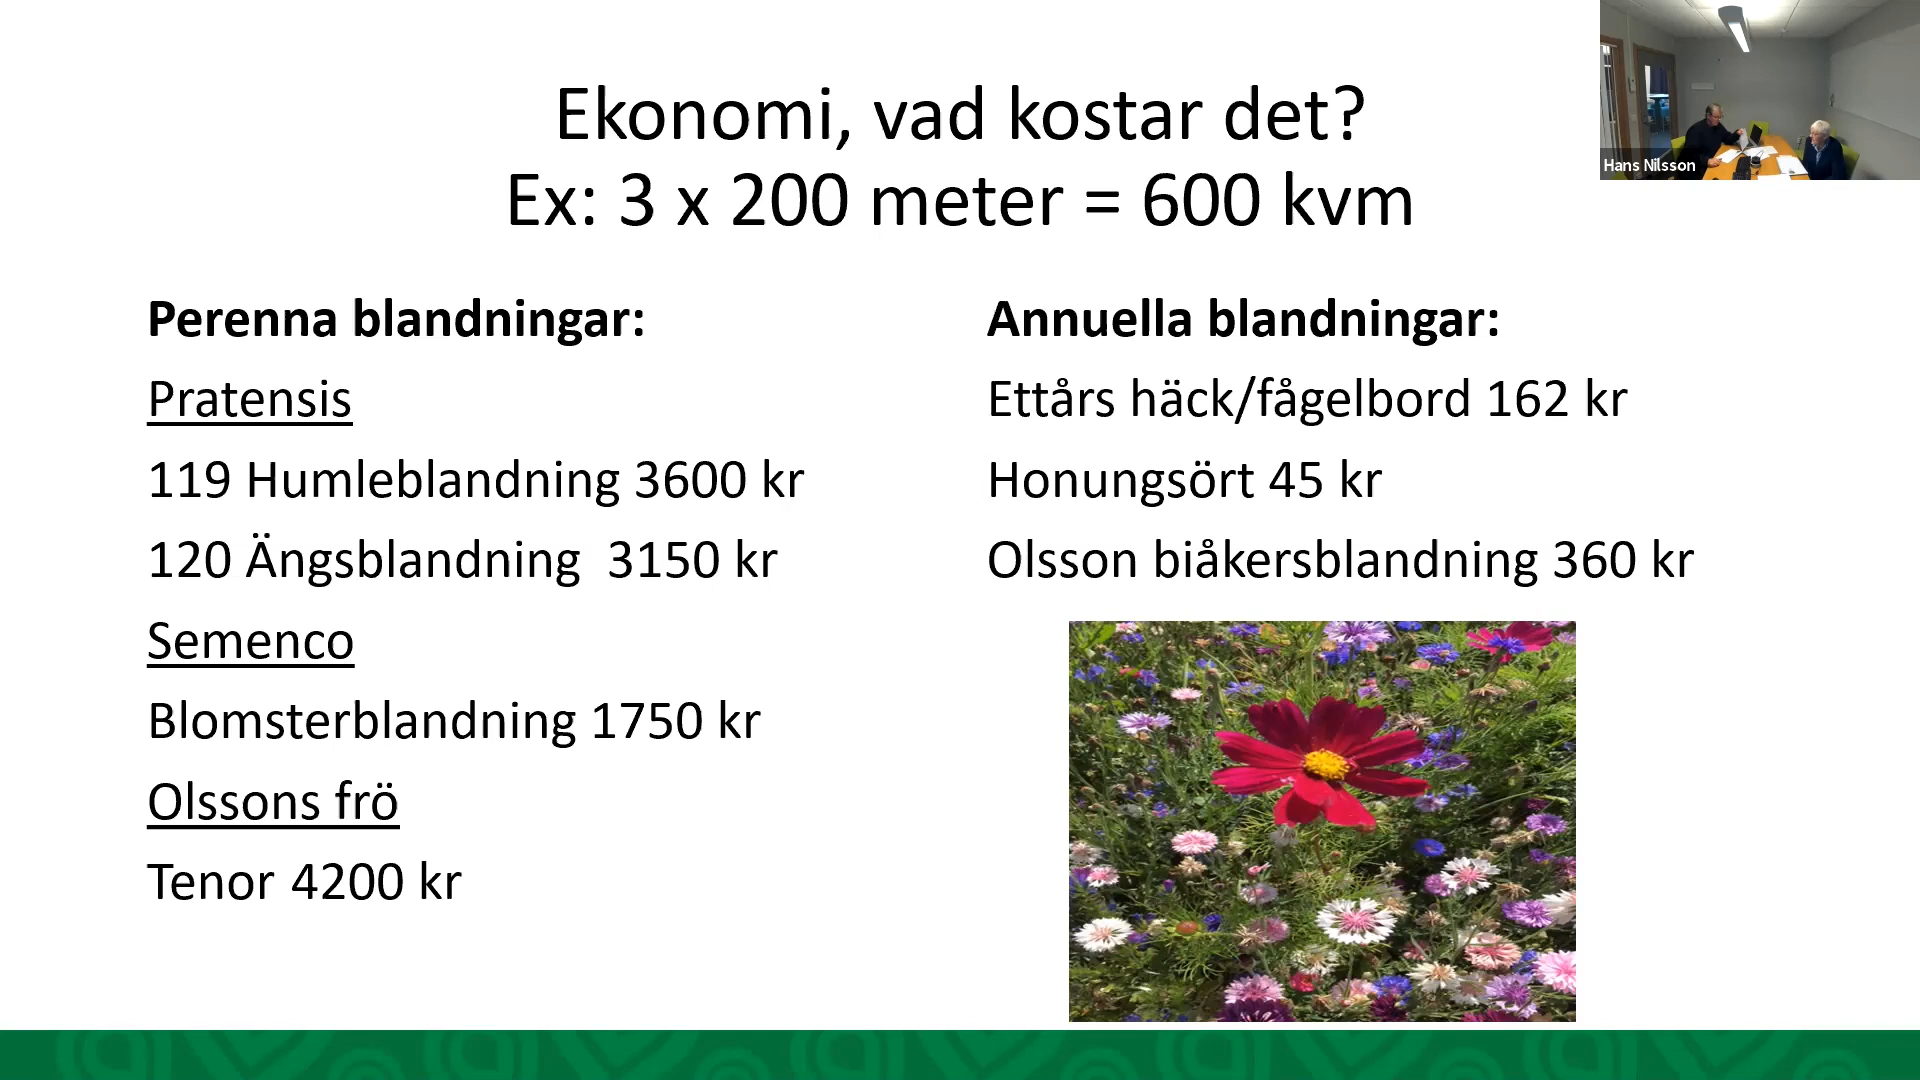 Ekonomi, vad kostar det?
Ex: 3 x 200 meter = 600 kvm
Hans Nilsson
Perenna blandningar:
Pratensis
119 Humleblandning 3600 kr
120 Ängsblandning  3150 kr
Semenco
Blomsterblandning 1750 kr
Olssons frö
Tenor 4200 kr
Annuella blandningar:
Ettårs häck/fågelbord 162 kr
Honungsört 45 kr
Olsson biåkersblandning 360 kr